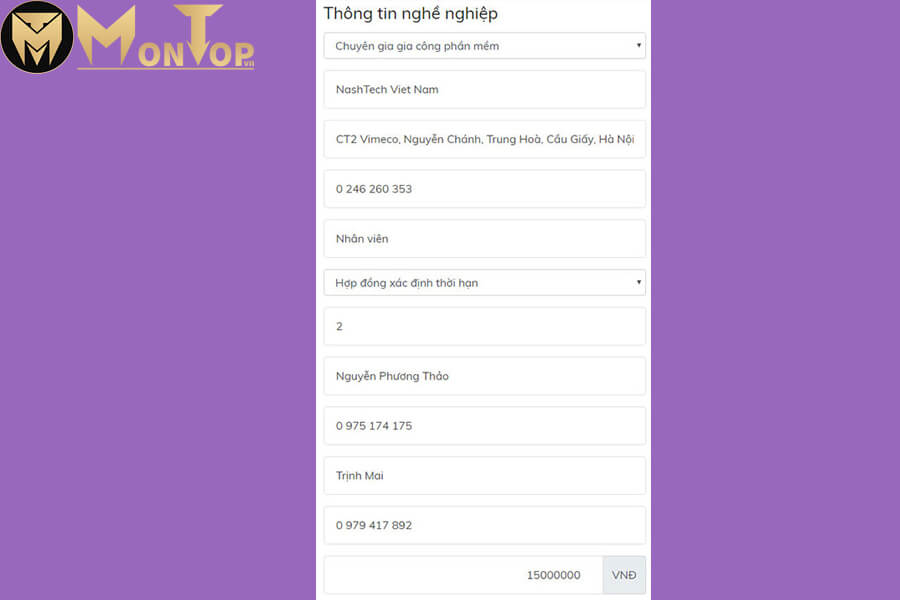 MONTOP.vn
Thông tin nghề nghiệp
Chuyên gia gia công phần mềm
NashTech Viet Nam
CT2 Vimeco, Nguyễn Chánh, Trung Hoà, Cầu Giấy, Hà Nội
0 246 260 353
Nhân viên
Hợp đồng xác định thời hạn
2
Nguyễn Phương Thảo
0 975 174 175
Trịnh Mai
0 979 417 892
15000000 VNĐ